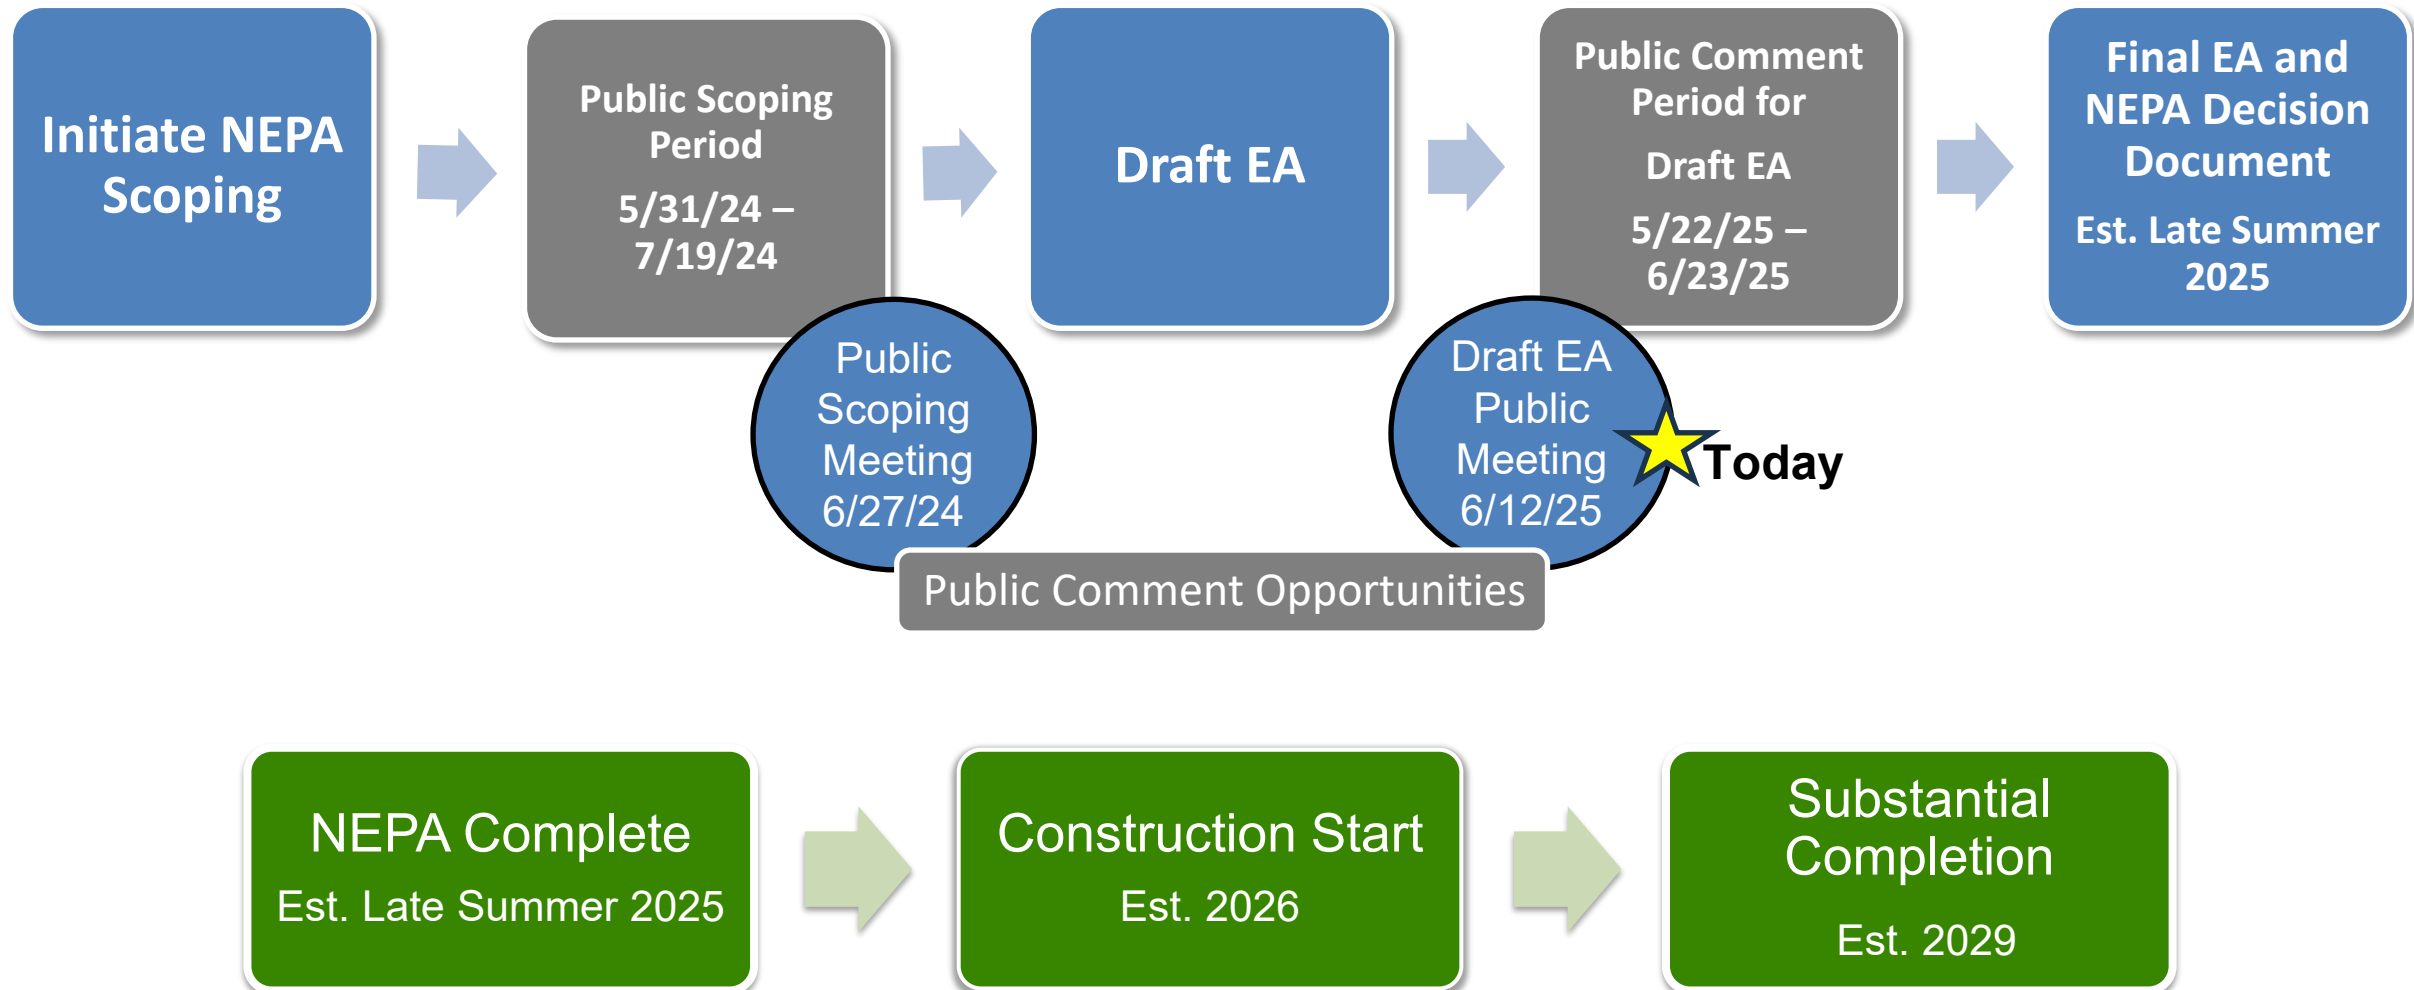 Initiate NEPA
Scoping
Public Scoping
Period
5/31/24 –
7/19/24
Draft EA
Public Comment
Period for
Draft EA
5/22/25 –
6/23/25
Final EA and
NEPA Decision
Document
Est. Late Summer
2025
Public
Scoping
Meeting
6/27/24
Draft EA
Public
Meeting
6/12/25
Today
Public Comment Opportunities
NEPA Complete
Est. Late Summer 2025
Construction Start
Est. 2026
Substantial
Completion
Est. 2029